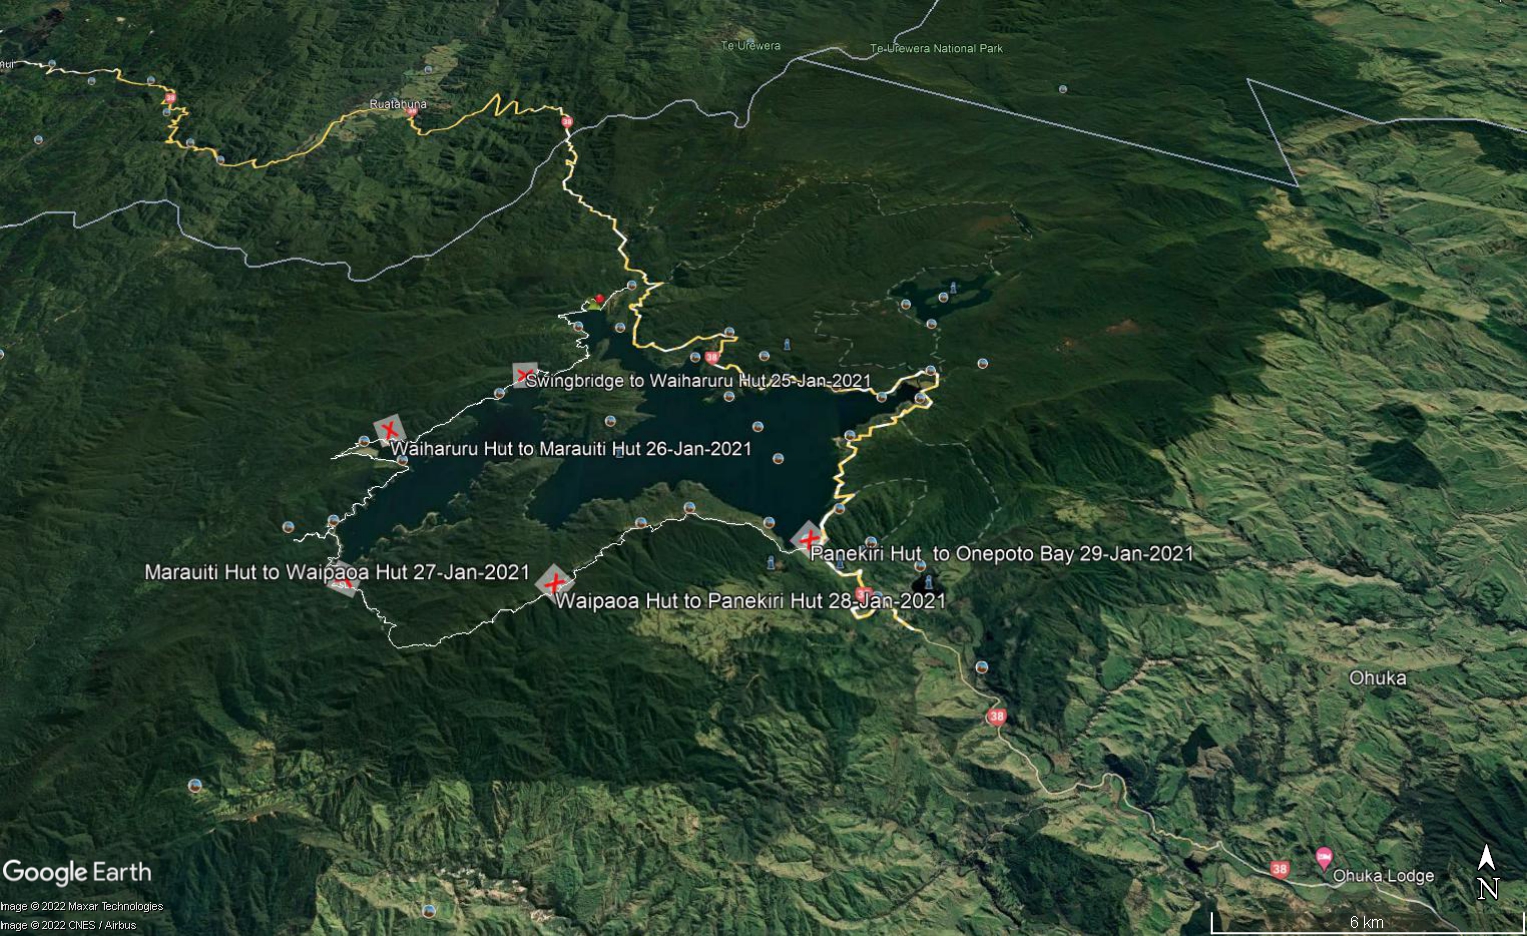 Te Urewera
Te Urewera National Park
38
Ruatahuna
38
38
38
Swingbridge to Waiharuru Hut 25-Jan-2021
Waiharuru Hut to Marauiti Hut 26-Jan-2021
Panekiri Hut to Onepoto Bay 29-Jan-2021
Marauiti Hut to Waipaoa Hut 27-Jan-2021
Waipaoa Hut to Panekiri Hut 28-Jan-2021
Ohuka
38
38
Ohuka Lodge
Google Earth
N
Image © 2022 Maxar Technologies
Image © 2022 CNES / Airbus
6 km